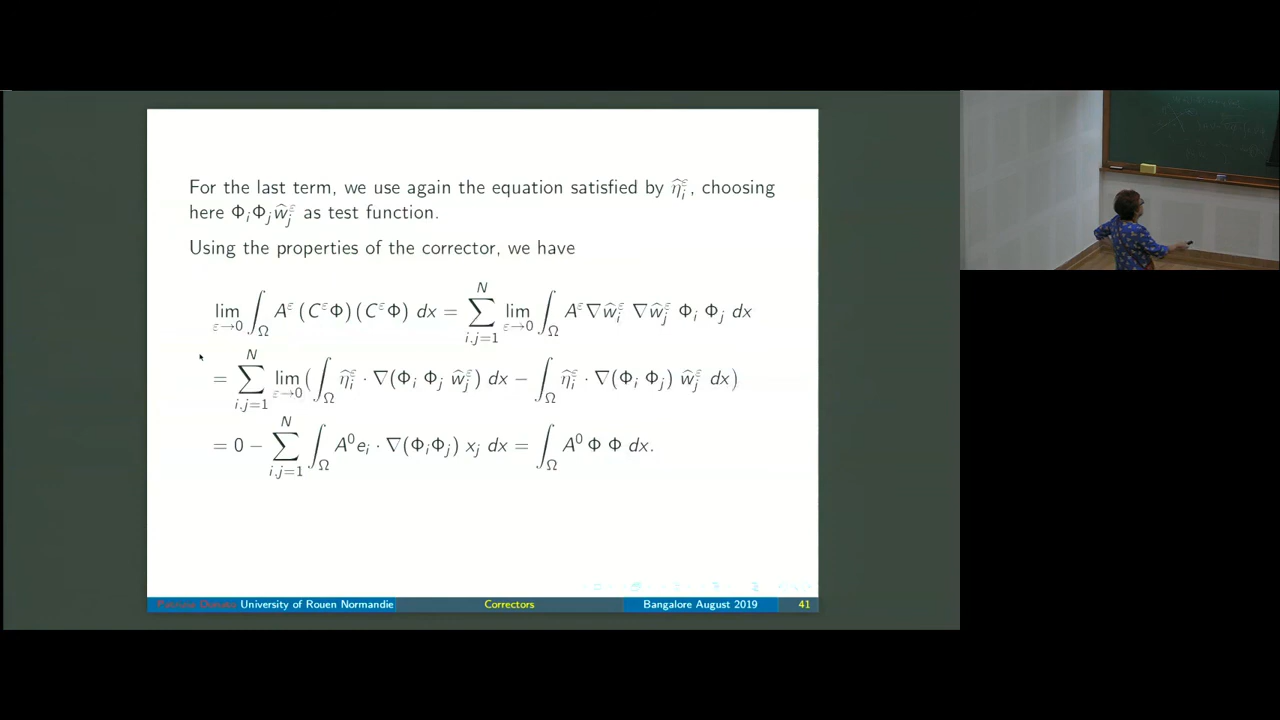 For the last term, we use again the equation satisfied by η̂ᵢ^ε, choosing
here ΦᵢΦⱼŵⱼ^ε as test function.
Using the properties of the corrector, we have
lim_{ε→0} ∫_Ω A^ε (C^εΦ)(C^εΦ) dx = ∑_{i,j=1}^N lim_{ε→0} ∫_Ω A^ε∇ŵᵢ^ε ∇ŵⱼ^ε Φᵢ Φⱼ dx
= ∑_{i,j=1}^N lim_{ε→0} (∫_Ω η̂ᵢ^ε · ∇(Φᵢ Φⱼ ŵⱼ^ε) dx − ∫_Ω η̂ᵢ^ε · ∇(Φᵢ Φⱼ) ŵⱼ^ε dx)
= 0 − ∑_{i,j=1}^N ∫_Ω A⁰eᵢ · ∇(ΦᵢΦⱼ) xⱼ dx = ∫_Ω A⁰ Φ Φ dx.
University of Rouen Normandie Correctors Bangalore August 2019 41